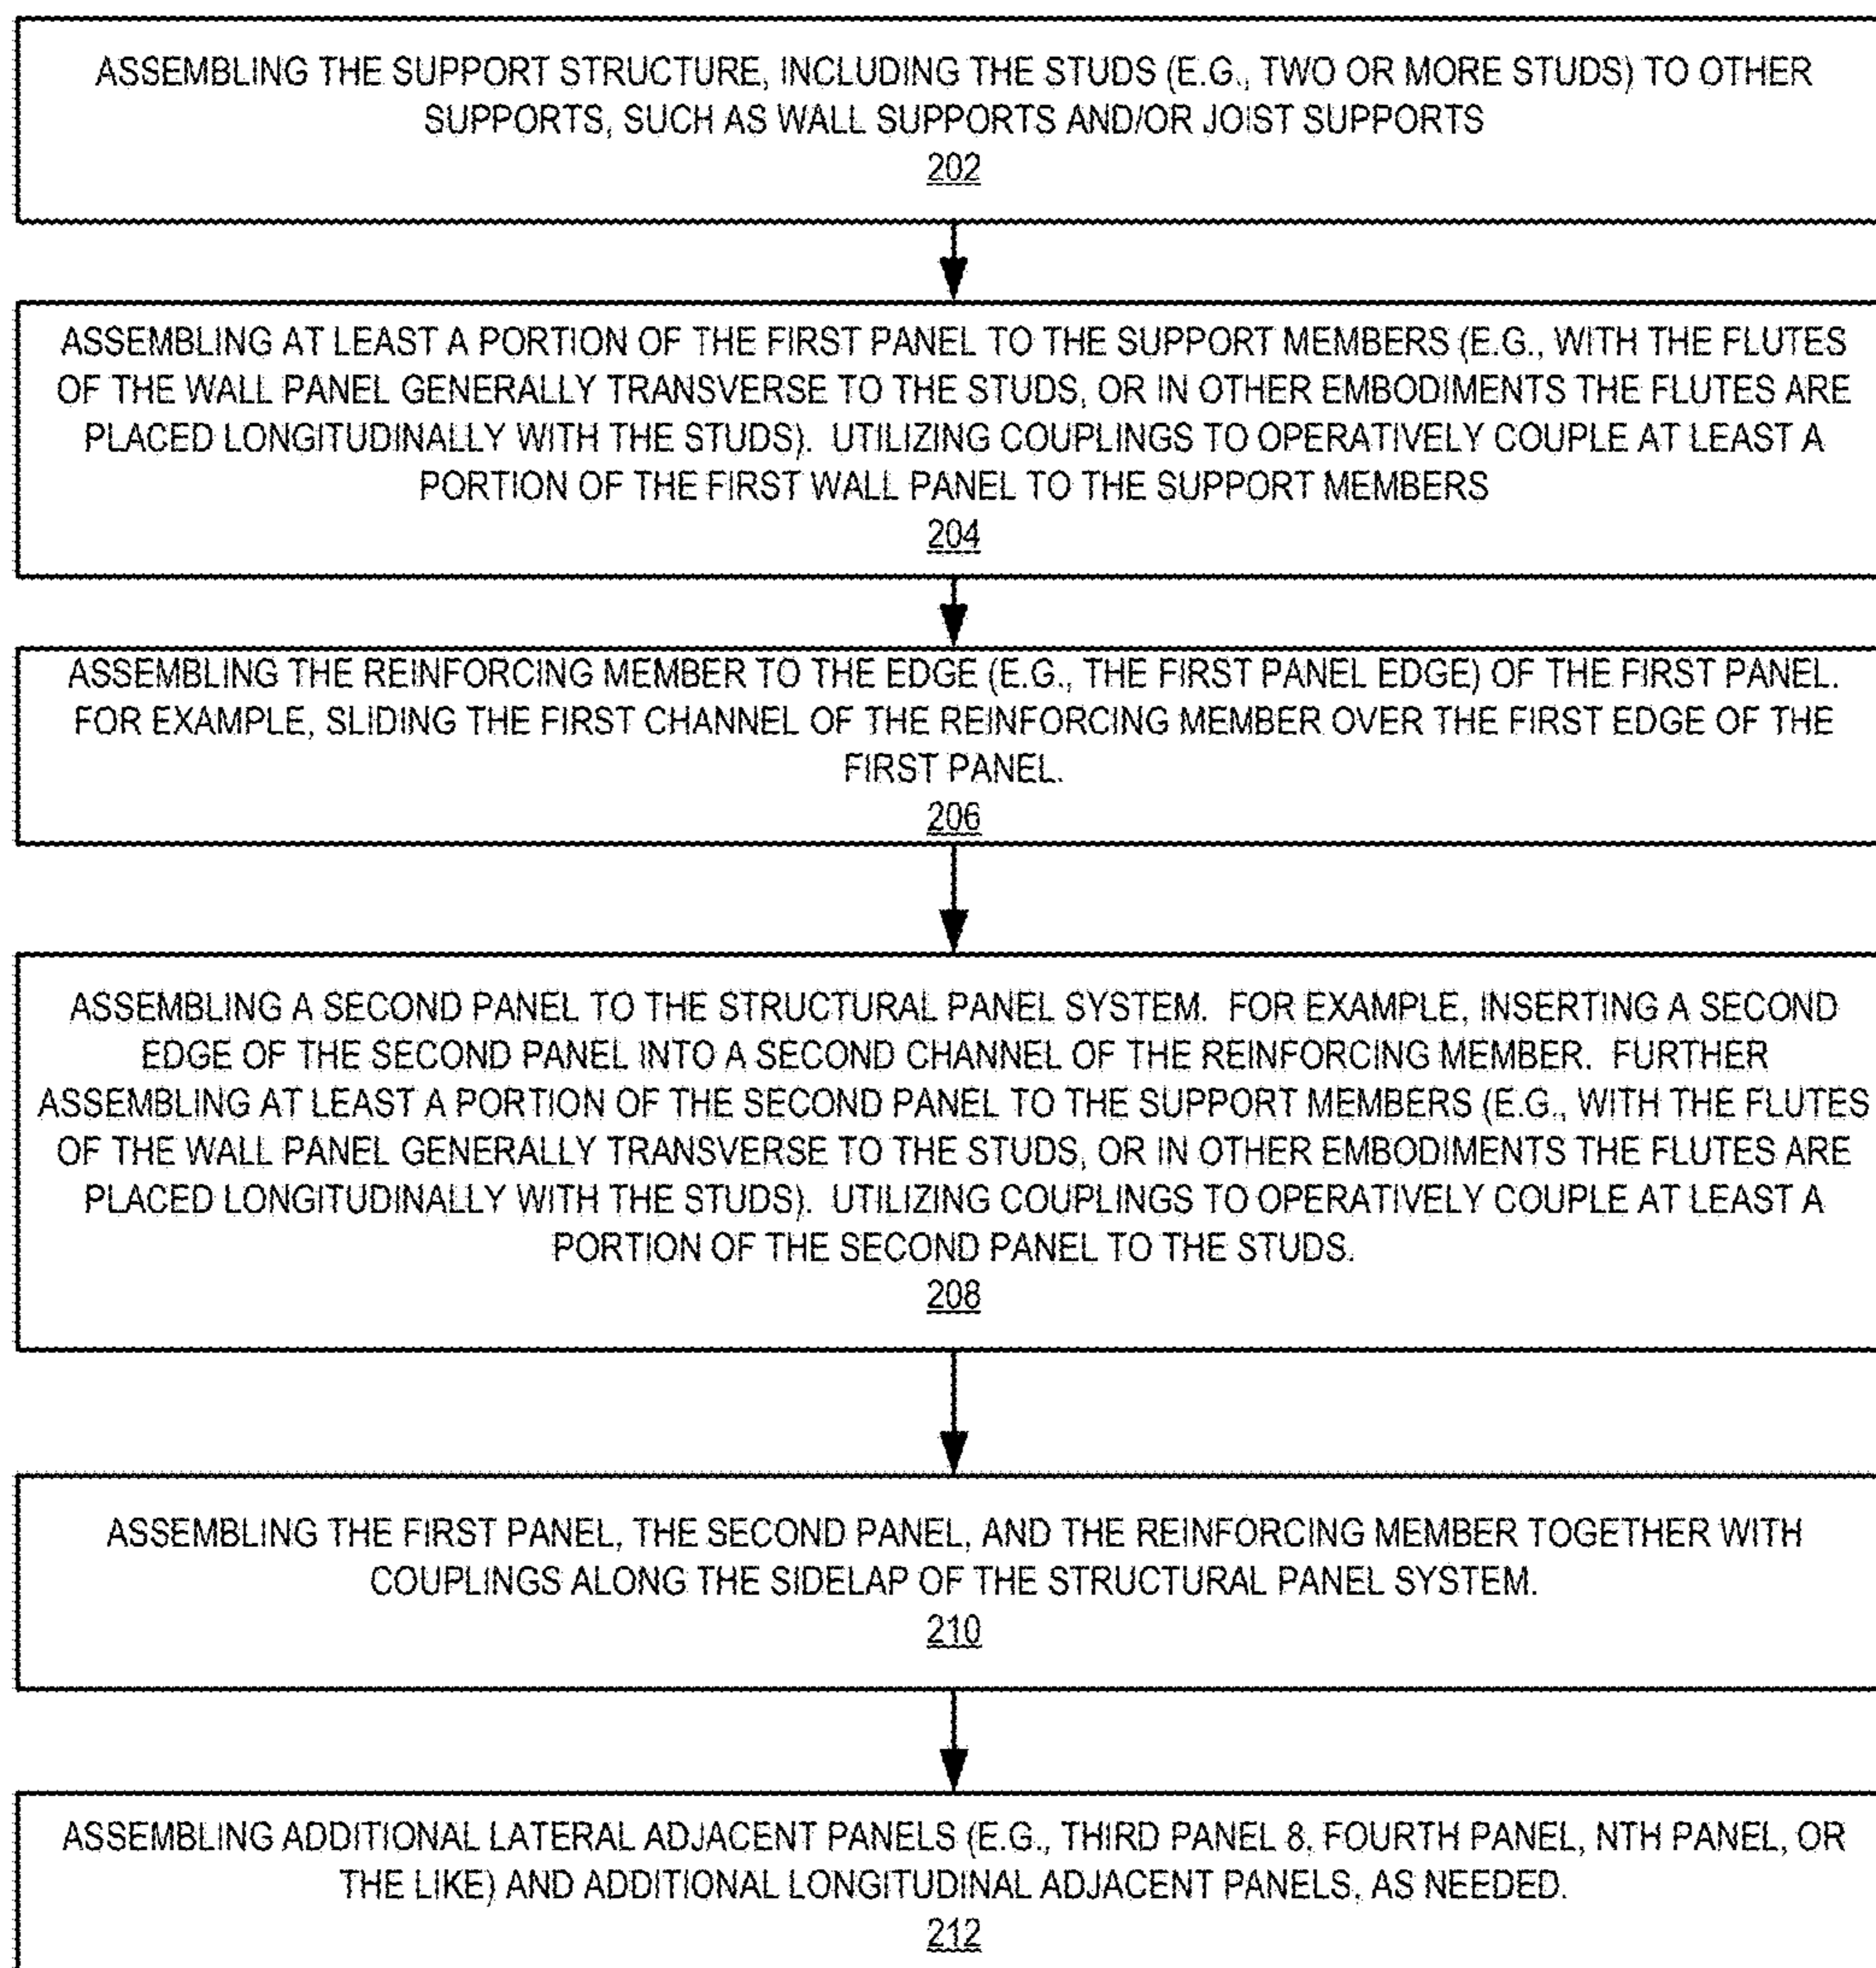 ASSEMBLING THE SUPPORT STRUCTURE, INCLUDING THE STUDS (E.G., TWO OR MORE STUDS) TO OTHER
SUPPORTS, SUCH AS WALL SUPPORTS AND/OR JOIST SUPPORTS
202
ASSEMBLING AT LEAST A PORTION OF THE FIRST PANEL TO THE SUPPORT MEMBERS (E.G., WITH THE FLUTES
OF THE WALL PANEL GENERALLY TRANSVERSE TO THE STUDS, OR IN OTHER EMBODIMENTS THE FLUTES ARE
PLACED LONGITUDINALLY WITH THE STUDS). UTILIZING COUPLINGS TO OPERATIVELY COUPLE AT LEAST A
PORTION OF THE FIRST WALL PANEL TO THE SUPPORT MEMBERS
204
ASSEMBLING THE REINFORCING MEMBER TO THE EDGE (E.G., THE FIRST PANEL EDGE) OF THE FIRST PANEL.
FOR EXAMPLE, SLIDING THE FIRST CHANNEL OF THE REINFORCING MEMBER OVER THE FIRST EDGE OF THE
FIRST PANEL.
206
ASSEMBLING A SECOND PANEL TO THE STRUCTURAL PANEL SYSTEM. FOR EXAMPLE, INSERTING A SECOND
EDGE OF THE SECOND PANEL INTO A SECOND CHANNEL OF THE REINFORCING MEMBER. FURTHER
ASSEMBLING AT LEAST A PORTION OF THE SECOND PANEL TO THE SUPPORT MEMBERS (E.G., WITH THE FLUTES
OF THE WALL PANEL GENERALLY TRANSVERSE TO THE STUDS, OR IN OTHER EMBODIMENTS THE FLUTES ARE
PLACED LONGITUDINALLY WITH THE STUDS). UTILIZING COUPLINGS TO OPERATIVELY COUPLE AT LEAST A
PORTION OF THE SECOND PANEL TO THE STUDS.
208
ASSEMBLING THE FIRST PANEL, THE SECOND PANEL, AND THE REINFORCING MEMBER TOGETHER WITH
COUPLINGS ALONG THE SIDELAP OF THE STRUCTURAL PANEL SYSTEM.
210
ASSEMBLING ADDITIONAL LATERAL ADJACENT PANELS (E.G., THIRD PANEL 8, FOURTH PANEL, NTH PANEL, OR
THE LIKE) AND ADDITIONAL LONGITUDINAL ADJACENT PANELS, AS NEEDED.
212